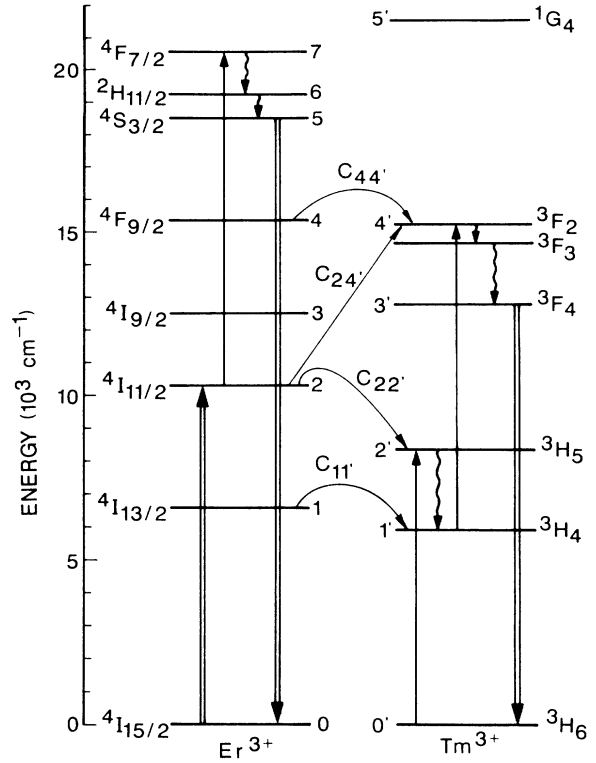 5' ¹G₄
20
⁴F₇/₂ 7
²H₁₁/₂ 6
⁴S₃/₂ 5
C₄₄'
⁴F₉/₂ 4
4' ³F₂
15
³F₃
C₂₄'
3' ³F₄
⁴I₉/₂ 3
10
⁴I₁₁/₂ 2
C₂₂'
2' ³H₅
C₁₁'
⁴I₁₃/₂ 1
1' ³H₄
5
0
⁴I₁₅/₂ 0
0' ³H₆
Er³⁺
Tm³⁺
ENERGY (10³ cm⁻¹)